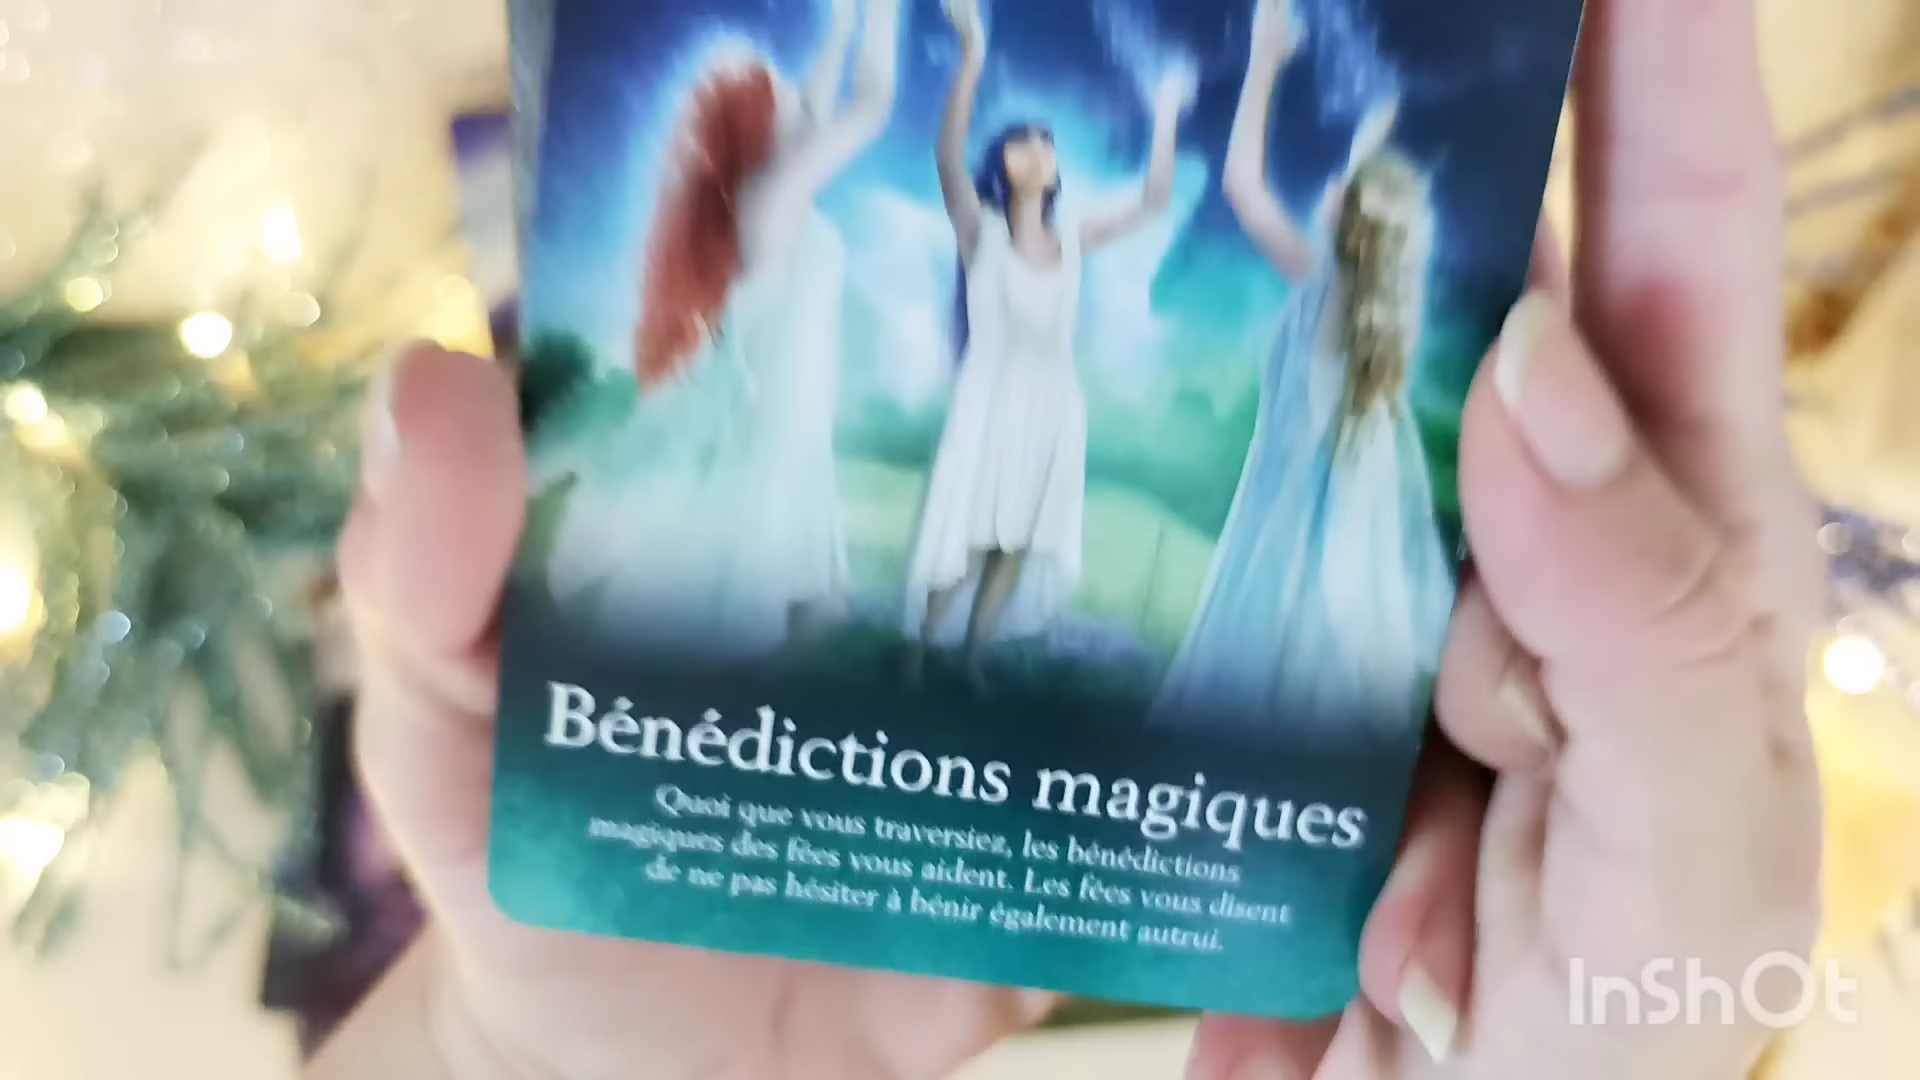 Bénédictions magiques
Quoi que vous traversiez, les bénédictions
magiques des fées vous aident. Les fées vous disent
de ne pas hésiter à bénir également autrui.
InShOt